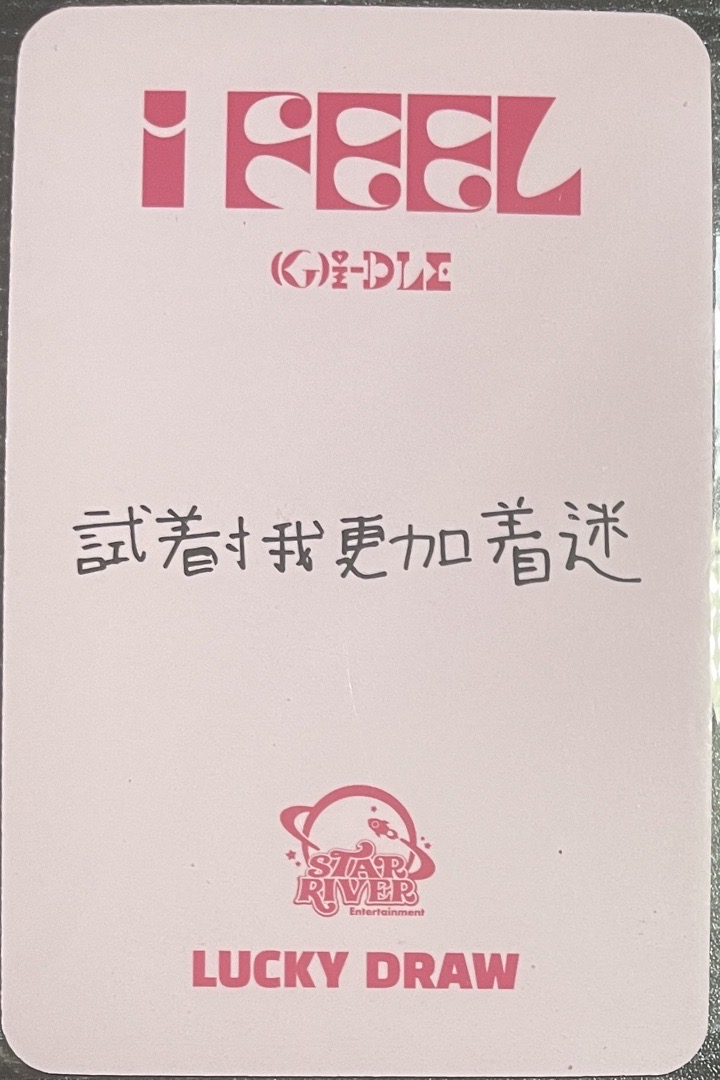 i FEEL
(G)I-DLE
試着對我更加着迷
STAR
RIVER
Entertainment
LUCKY DRAW